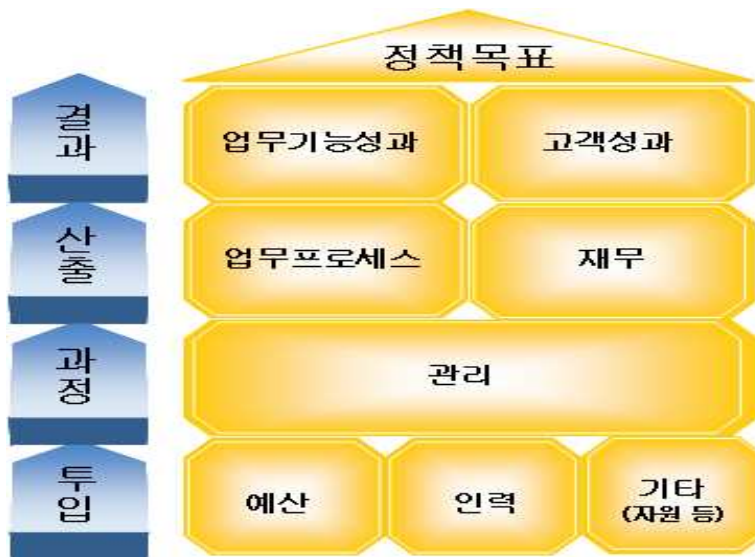 정책목표
결과
업무기능성과
고객성과
산출
업무프로세스
재무
과정
관리
투입
예산
인력
기타
(자원 등)